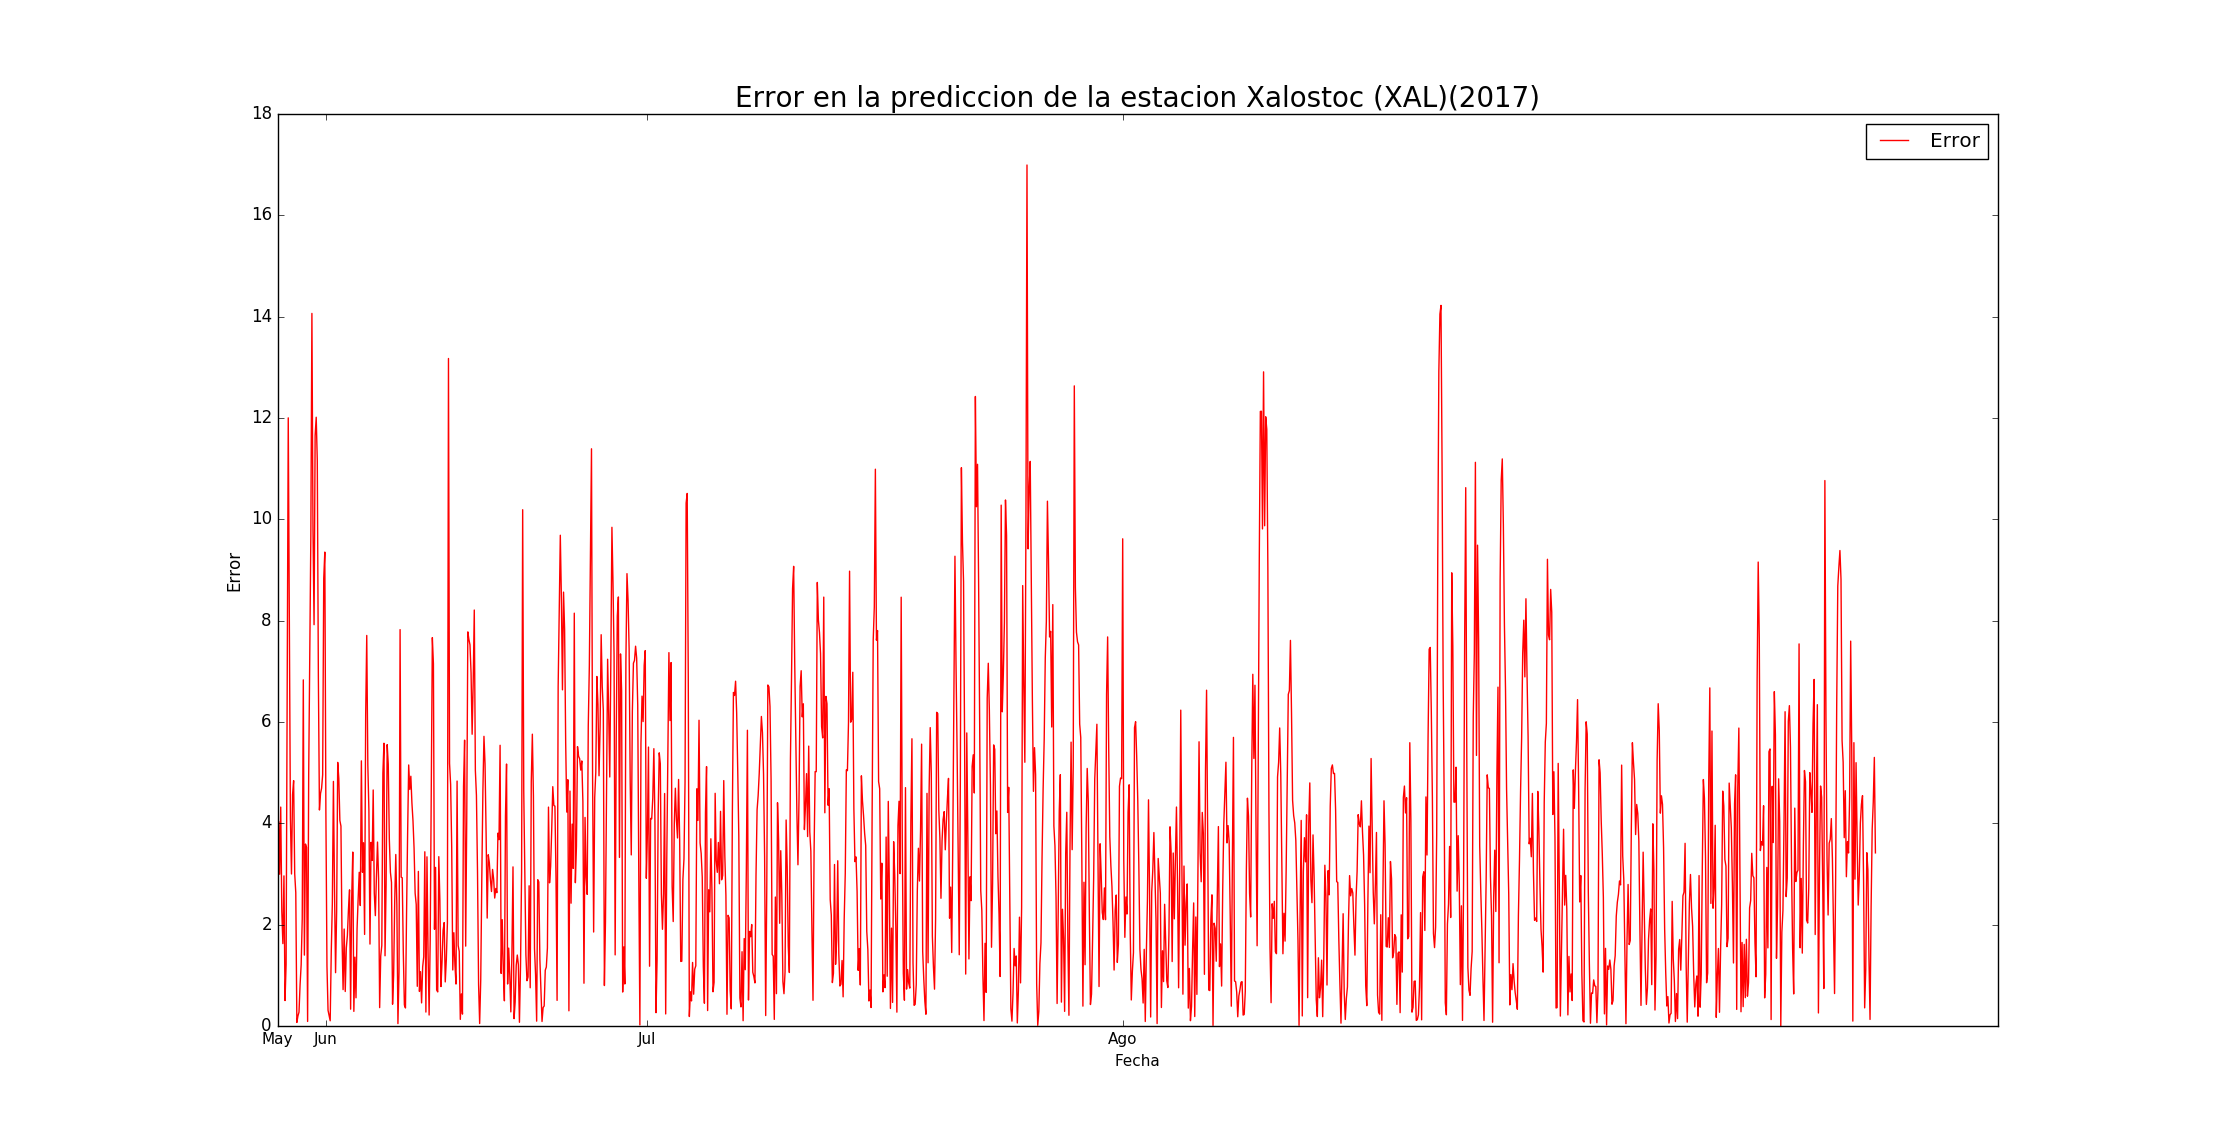 Error en la prediccion de la estacion Xalostoc (XAL)(2017)
Error
18
16
14
12
10
8
6
4
2
0
Error
May Jun Jul Ago
Fecha